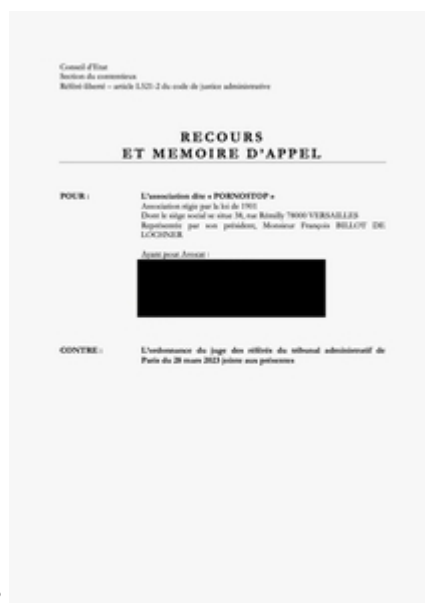 Conseil d'Etat
Section du contentieux
Référé-liberté – article L521-2 du code de justice administrative
RECOURS
ET MEMOIRE D'APPEL
POUR :
L'association dite « PORNOSTOP »
Association régie par la loi de 1901
Dont le siège social se situe 38, rue Rémilly 78000 VERSAILLES
Représentée par son président, Monsieur François BILLOT DE
LOCHNER
Ayant pour Avocat :
CONTRE :
L'ordonnance du juge des référés du tribunal administratif de
Paris du 28 mars 2023 jointe aux présentes